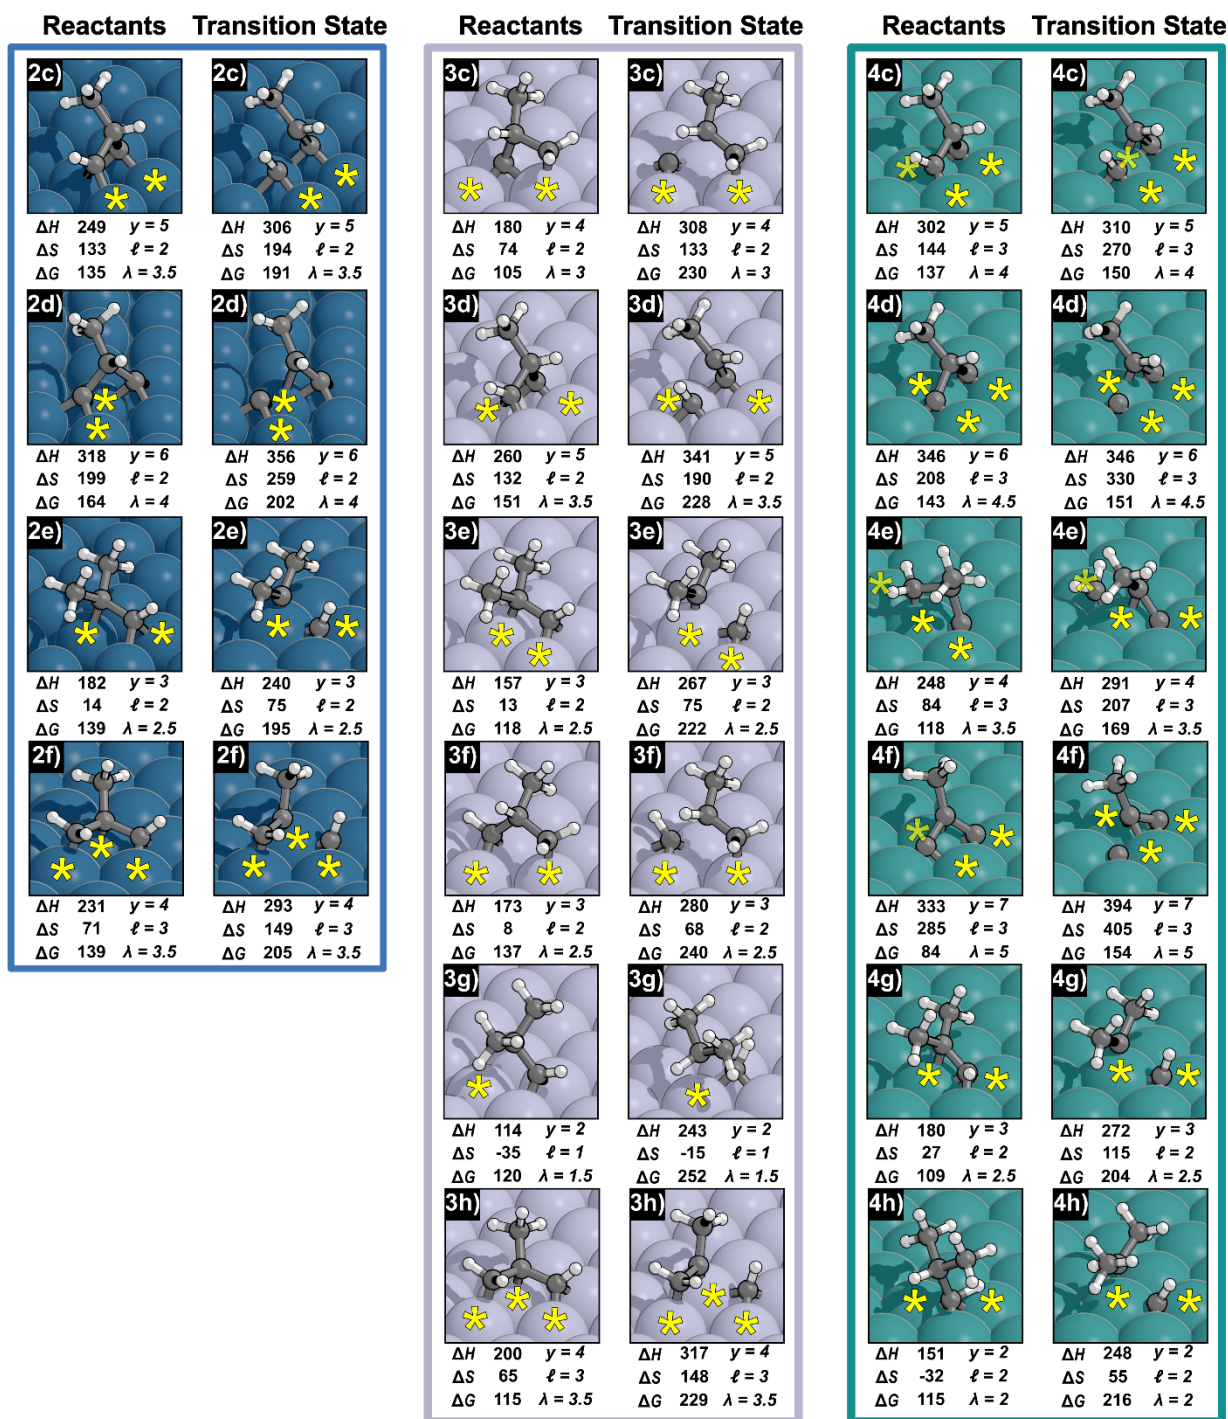 Reactants Transition State
2c) 2c)
ΔH 249 y = 5 ΔH 306 y = 5
ΔS 133 ℓ = 2 ΔS 194 ℓ = 2
ΔG 135 λ = 3.5 ΔG 191 λ = 3.5
2d) 2d)
ΔH 318 y = 6 ΔH 356 y = 6
ΔS 199 ℓ = 2 ΔS 259 ℓ = 2
ΔG 164 λ = 4 ΔG 202 λ = 4
2e) 2e)
ΔH 182 y = 3 ΔH 240 y = 3
ΔS 14 ℓ = 2 ΔS 75 ℓ = 2
ΔG 139 λ = 2.5 ΔG 195 λ = 2.5
2f) 2f)
ΔH 231 y = 4 ΔH 293 y = 4
ΔS 71 ℓ = 3 ΔS 149 ℓ = 3
ΔG 139 λ = 3.5 ΔG 205 λ = 3.5
Reactants Transition State
3c) 3c)
ΔH 180 y = 4 ΔH 308 y = 4
ΔS 74 ℓ = 2 ΔS 133 ℓ = 2
ΔG 105 λ = 3 ΔG 230 λ = 3
3d) 3d)
ΔH 260 y = 5 ΔH 341 y = 5
ΔS 132 ℓ = 2 ΔS 190 ℓ = 2
ΔG 151 λ = 3.5 ΔG 228 λ = 3.5
3e) 3e)
ΔH 157 y = 3 ΔH 267 y = 3
ΔS 13 ℓ = 2 ΔS 75 ℓ = 2
ΔG 118 λ = 2.5 ΔG 222 λ = 2.5
3f) 3f)
ΔH 173 y = 3 ΔH 280 y = 3
ΔS 8 ℓ = 2 ΔS 68 ℓ = 2
ΔG 137 λ = 2.5 ΔG 240 λ = 2.5
3g) 3g)
ΔH 114 y = 2 ΔH 243 y = 2
ΔS -35 ℓ = 1 ΔS -15 ℓ = 1
ΔG 120 λ = 1.5 ΔG 252 λ = 1.5
3h) 3h)
ΔH 200 y = 4 ΔH 317 y = 4
ΔS 65 ℓ = 3 ΔS 148 ℓ = 3
ΔG 115 λ = 3.5 ΔG 229 λ = 3.5
Reactants Transition State
4c) 4c)
ΔH 302 y = 5 ΔH 310 y = 5
ΔS 144 ℓ = 3 ΔS 270 ℓ = 3
ΔG 137 λ = 4 ΔG 150 λ = 4
4d) 4d)
ΔH 346 y = 6 ΔH 346 y = 6
ΔS 208 ℓ = 3 ΔS 330 ℓ = 3
ΔG 143 λ = 4.5 ΔG 151 λ = 4.5
4e) 4e)
ΔH 248 y = 4 ΔH 291 y = 4
ΔS 84 ℓ = 3 ΔS 207 ℓ = 3
ΔG 118 λ = 3.5 ΔG 169 λ = 3.5
4f) 4f)
ΔH 333 y = 7 ΔH 394 y = 7
ΔS 285 ℓ = 3 ΔS 405 ℓ = 3
ΔG 84 λ = 5 ΔG 154 λ = 5
4g) 4g)
ΔH 180 y = 3 ΔH 272 y = 3
ΔS 27 ℓ = 2 ΔS 115 ℓ = 2
ΔG 109 λ = 2.5 ΔG 204 λ = 2.5
4h) 4h)
ΔH 151 y = 2 ΔH 248 y = 2
ΔS -32 ℓ = 2 ΔS 55 ℓ = 2
ΔG 115 λ = 2 ΔG 216 λ = 2